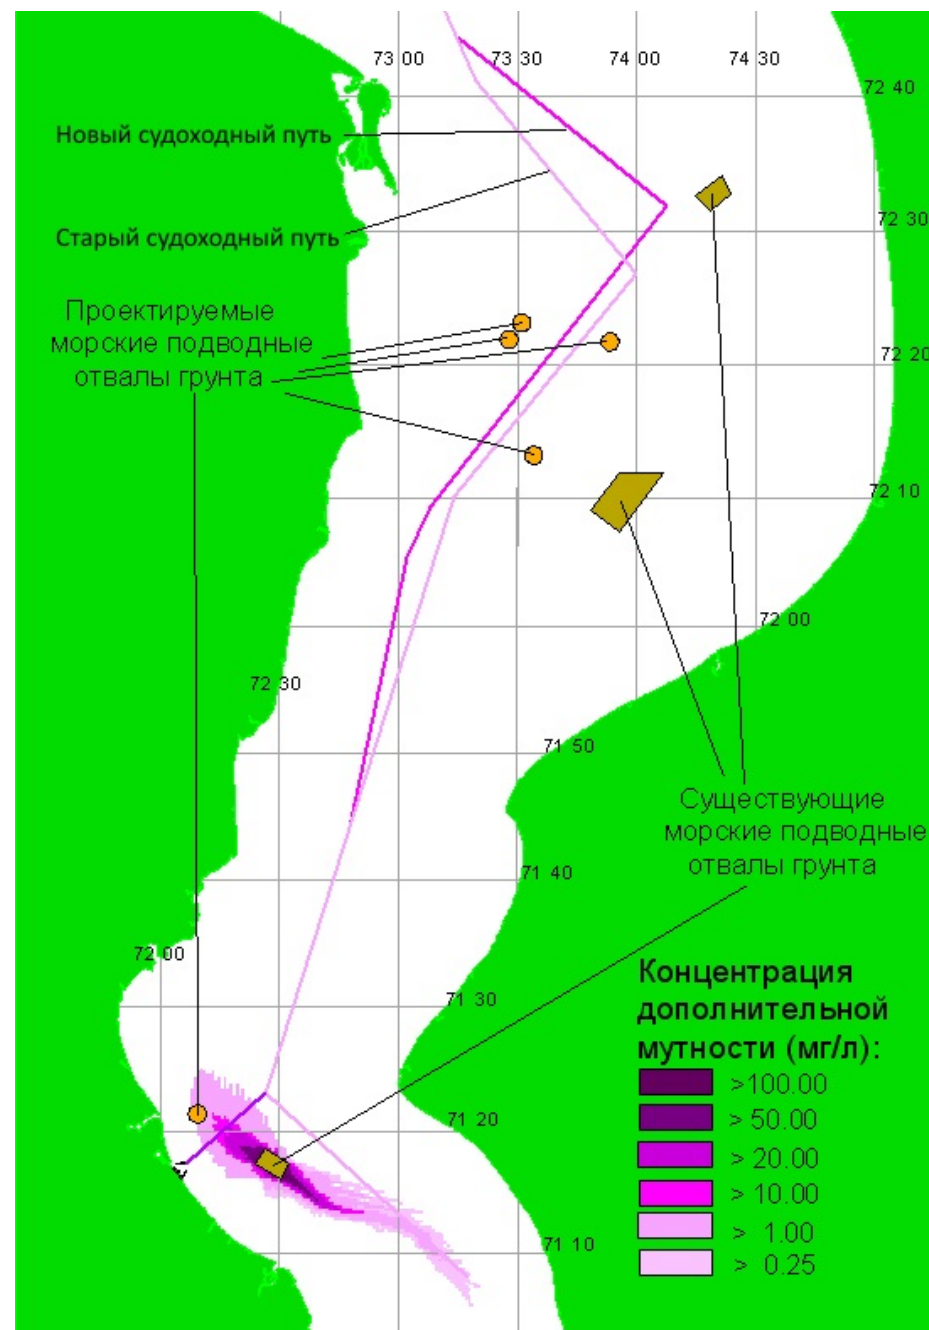 73 00
73 30
74 00
74 30
72 40
Новый судоходный путь
72 30
Старый судоходный путь
Проектируемые
морские подводные
отвалы грунта
72 20
72 10
72 00
72 30
71 50
Существующие
морские подводные
отвалы грунта
71 40
72 00
71 30
Концентрация
дополнительной
мутности (мг/л):
>100.00
> 50.00
> 20.00
> 10.00
> 1.00
> 0.25
71 20
71 10